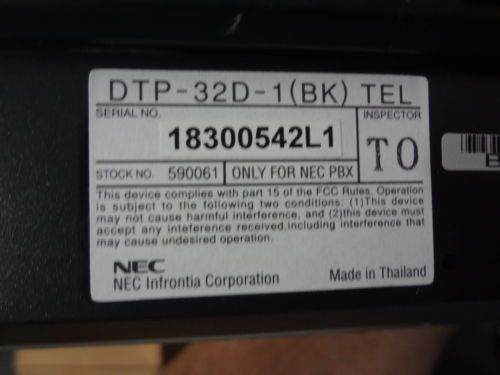 DTP-32D-1(BK) TEL
SERIAL NO.
INSPECTOR
18300542L1
TO
STOCK NO. 590061 ONLY FOR NEC PBX
This device complies with part 15 of the FCC Rules. Operation
is subject to the following two conditions: (1)This device
may not cause harmful interference, and (2)this device must
accept any interference received,including interference that
may cause undesired operation.
NEC
NEC Infrontia Corporation
Made in Thailand